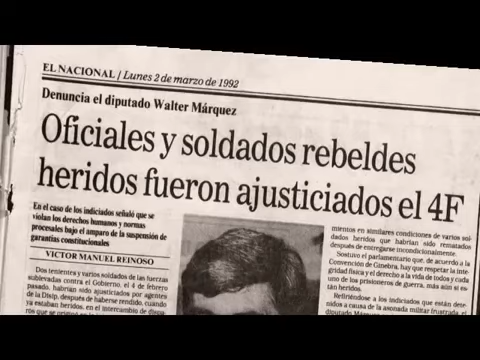 EL NACIONAL / Lunes 2 de marzo de 1992
Denuncia el diputado Walter Márquez
Oficiales y soldados rebeldes
heridos fueron ajusticiados el 4F
En el caso de los indiciados señaló que se
violan los derechos humanos y normas
procesales bajo el amparo de la suspensión de
garantías constitucionales
VICTOR MANUEL REINOSO
Dos tenientes y varios soldados de las fuerzas
sublevadas contra el Gobierno, el 4 de febrero
pasado, habrían sido ajusticiados por agentes
de la Disip, después de haberse rendido, cuando
ya estaban heridos, en el intercambio de
mientos en similares condiciones de varios sol-
dados heridos que habrían sido rematados
después de entregarse incondicionalmente.
Sostuvo el parlamentario que, de acuerdo a la
Convención de Ginebra, hay que respetar la inte-
gridad física y el derecho a la vida de todos y cada
uno de los prisioneros de guerra, más aún si es-
tán heridos.
Refiriéndose a los indiciados que están dete-
nidos a causa de la asonada militar frustrada, el